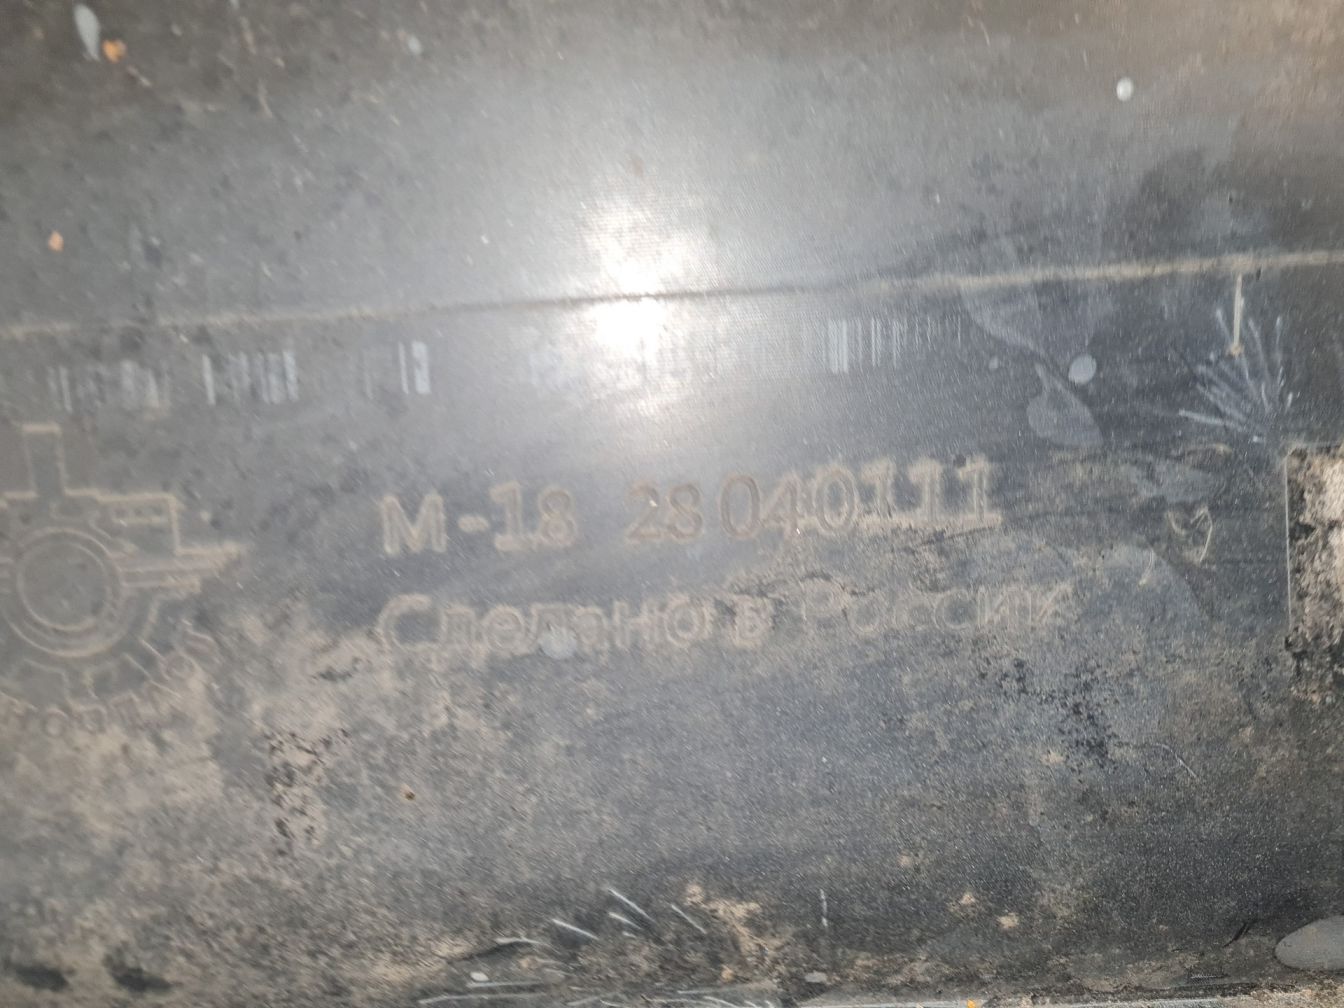 М-18 28040111
Сделано в России